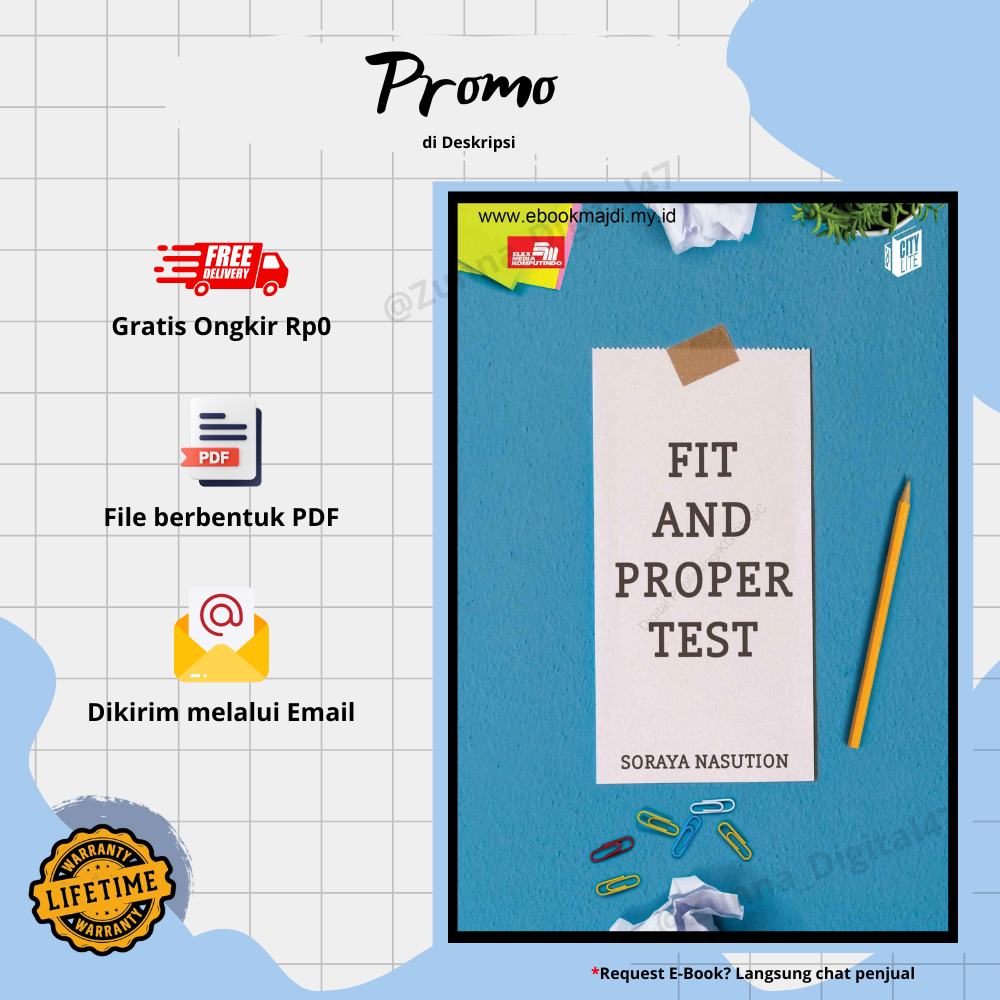 Promo
di Deskripsi
FREE
DELIVERY
Gratis Ongkir Rp0
PDF
File berbentuk PDF
@
Dikirim melalui Email
WARRANTY
LIFETIME
WARRANTY
www.ebookmajdi.my.id
ELEX
MEDIA
KOMPUTINDO
CITY
LITE
FIT
AND
PROPER
TEST
SORAYA NASUTION
*Request E-Book? Langsung chat penjual